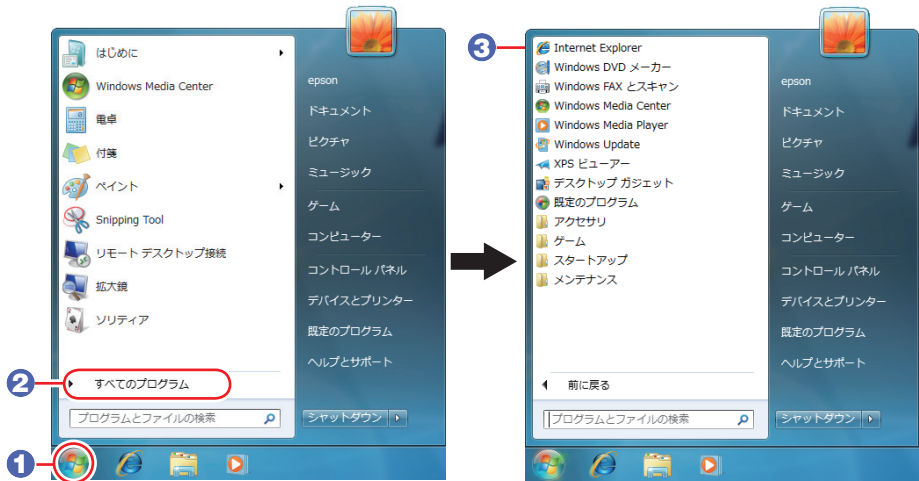 はじめに
Windows Media Center
電卓
付箋
ペイント
Snipping Tool
リモート デスクトップ接続
拡大鏡
ソリティア
2
すべてのプログラム
プログラムとファイルの検索
1
epson
ドキュメント
ピクチャ
ミュージック
ゲーム
コンピューター
コントロール パネル
デバイスとプリンター
既定のプログラム
ヘルプとサポート
シャットダウン
3
Internet Explorer
Windows DVD メーカー
Windows FAX とスキャン
Windows Media Center
Windows Media Player
Windows Update
XPS ビューアー
デスクトップ ガジェット
既定のプログラム
アクセサリ
ゲーム
スタートアップ
メンテナンス
前に戻る
プログラムとファイルの検索
epson
ドキュメント
ピクチャ
ミュージック
ゲーム
コンピューター
コントロール パネル
デバイスとプリンター
既定のプログラム
ヘルプとサポート
シャットダウン